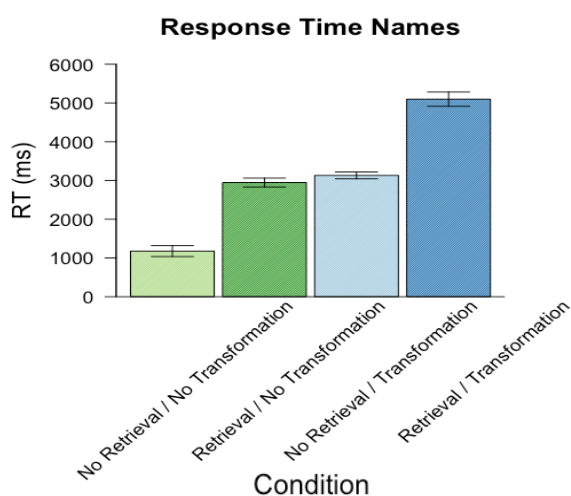 Response Time Names
6000
5000
4000
3000
2000
1000
0
RT (ms)
No Retrieval / No Transformation
Retrieval / No Transformation
No Retrieval / Transformation
Retrieval / Transformation
Condition